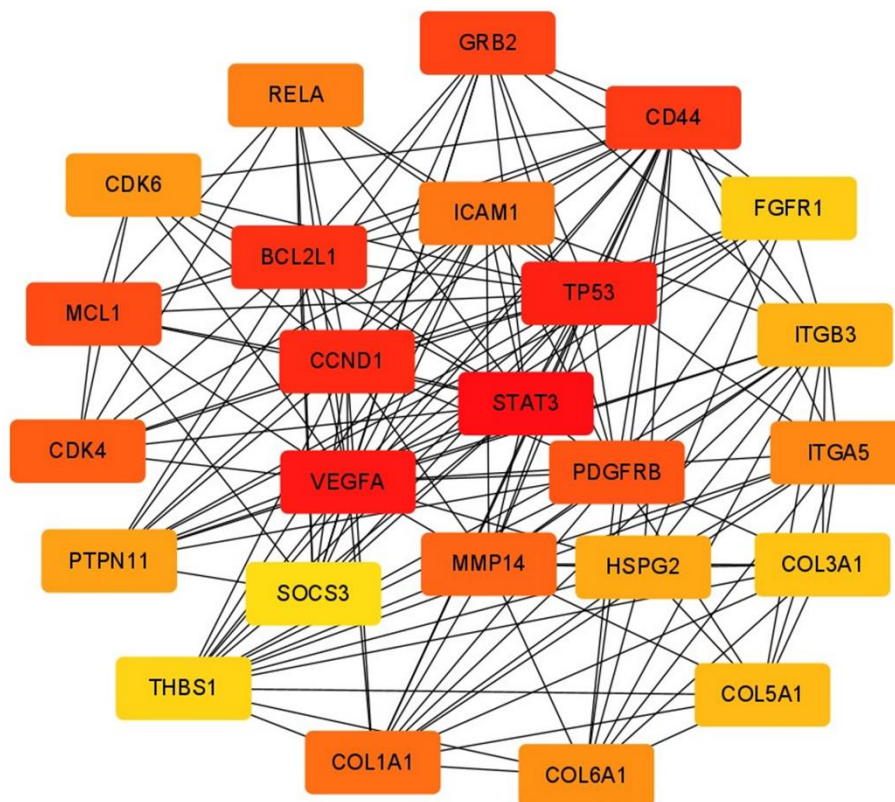 GRB2
RELA
CD44
CDK6
ICAM1
FGFR1
BCL2L1
TP53
MCL1
ITGB3
CCND1
STAT3
CDK4
ITGA5
VEGFA
PDGFRB
PTPN11
MMP14
HSPG2
COL3A1
SOCS3
THBS1
COL5A1
COL1A1
COL6A1